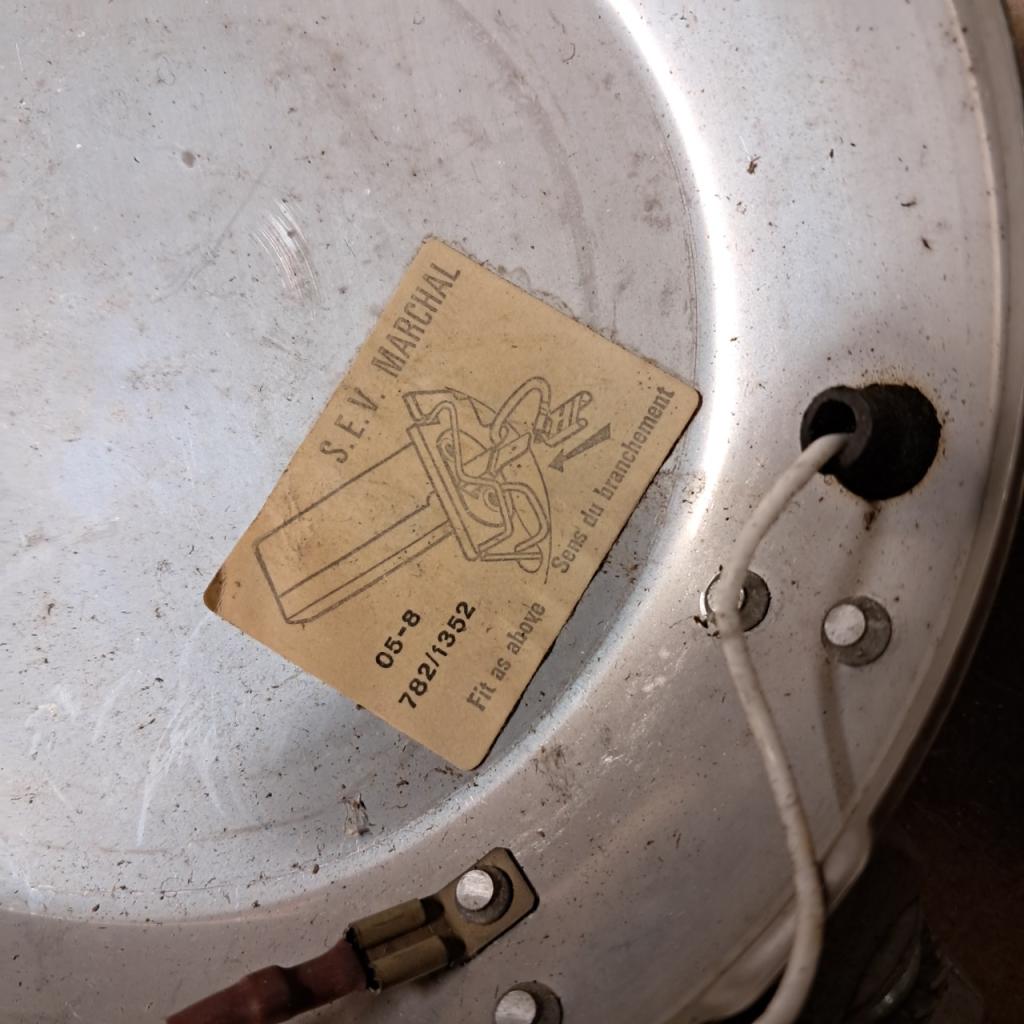 S.E.V. MARCHAL
05-8
782/1352
Fit as above
Sens du branchement